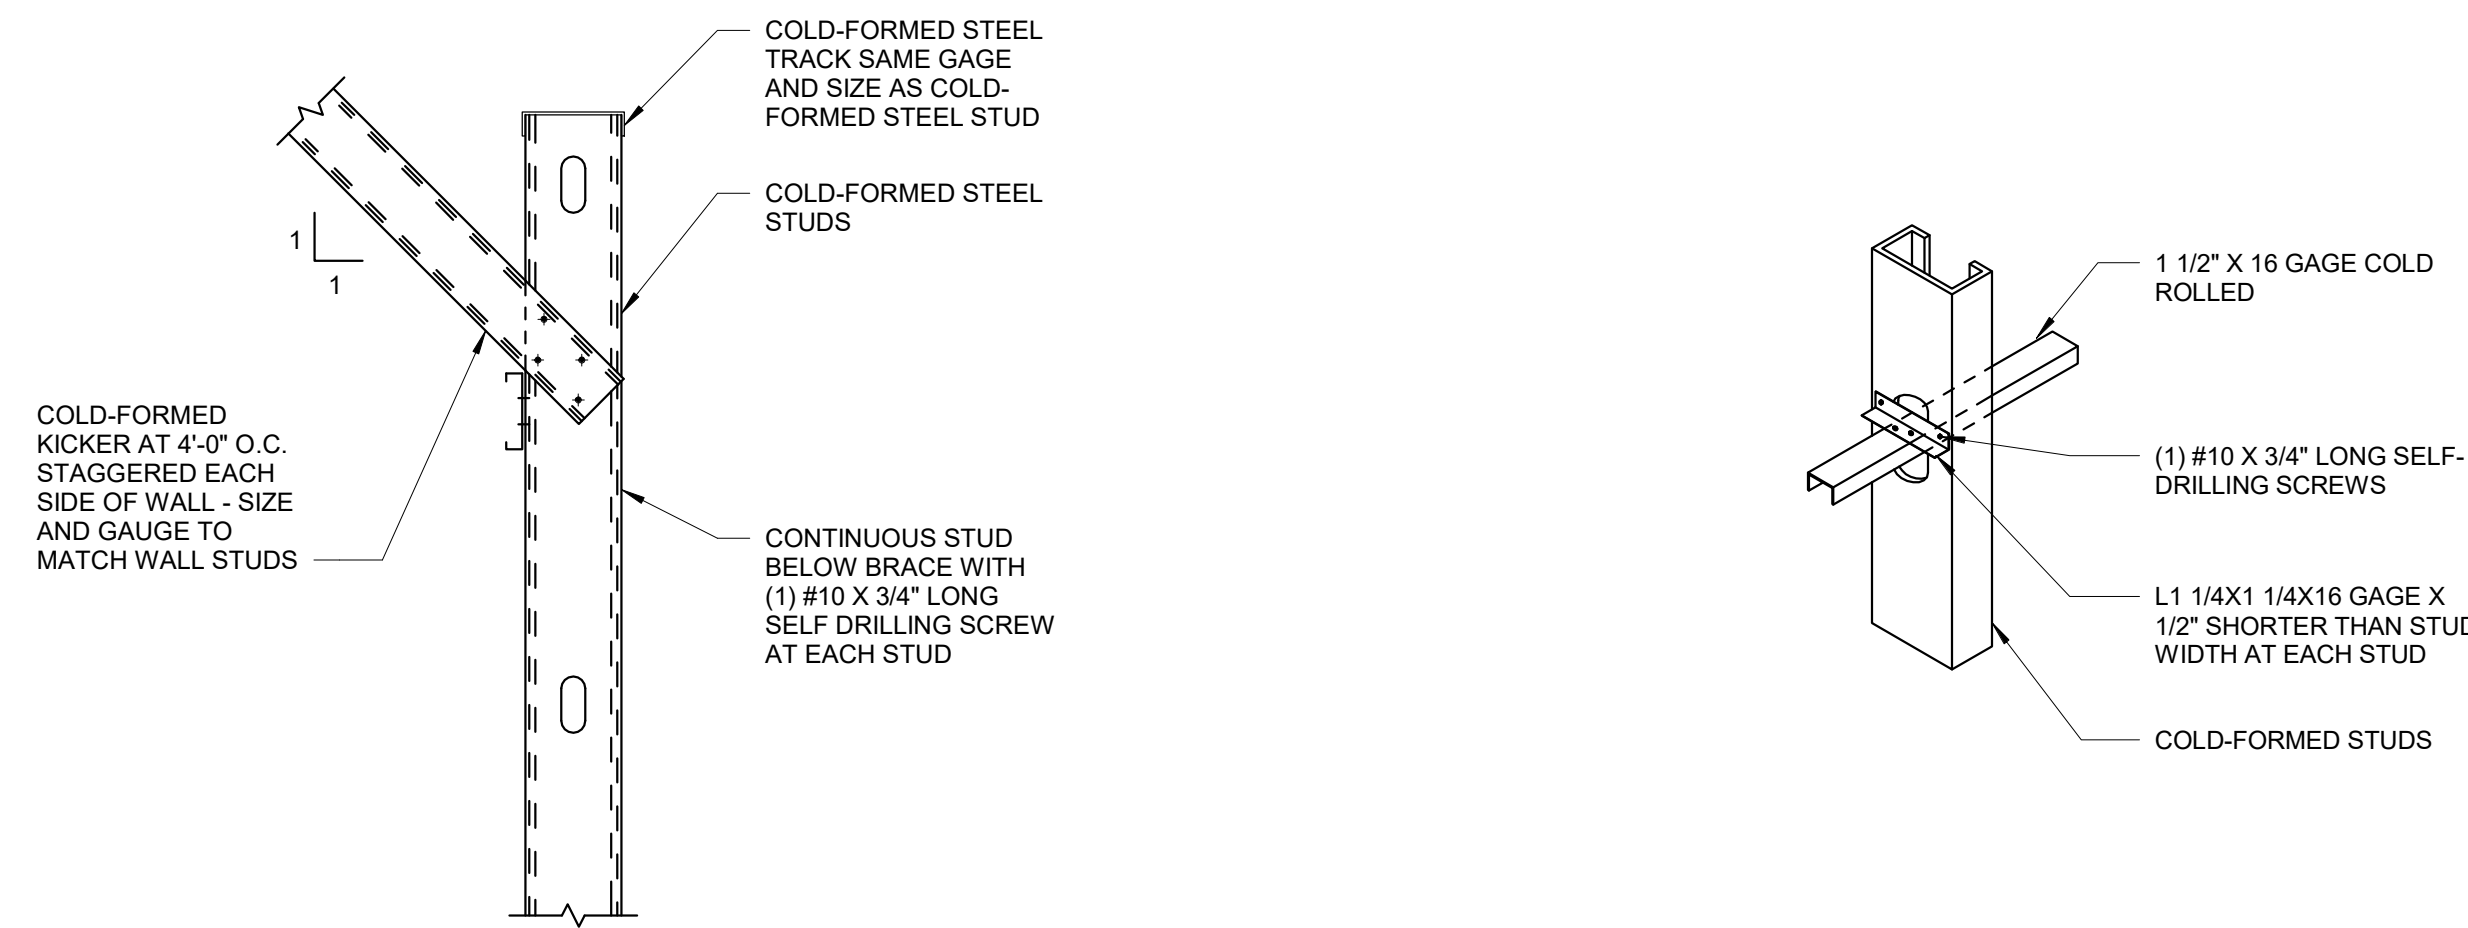 COLD-FORMED STEEL
TRACK SAME GAGE
AND SIZE AS COLD-
FORMED STEEL STUD
COLD-FORMED STEEL
STUDS
1
1
COLD-FORMED
KICKER AT 4'-0" O.C.
STAGGERED EACH
SIDE OF WALL - SIZE
AND GAUGE TO
MATCH WALL STUDS
CONTINUOUS STUD
BELOW BRACE WITH
(1) #10 X 3/4" LONG
SELF DRILLING SCREW
AT EACH STUD
1 1/2" X 16 GAGE COLD
ROLLED
(1) #10 X 3/4" LONG SELF-
DRILLING SCREWS
L1 1/4X1 1/4X16 GAGE X
1/2" SHORTER THAN STUD
WIDTH AT EACH STUD
COLD-FORMED STUDS